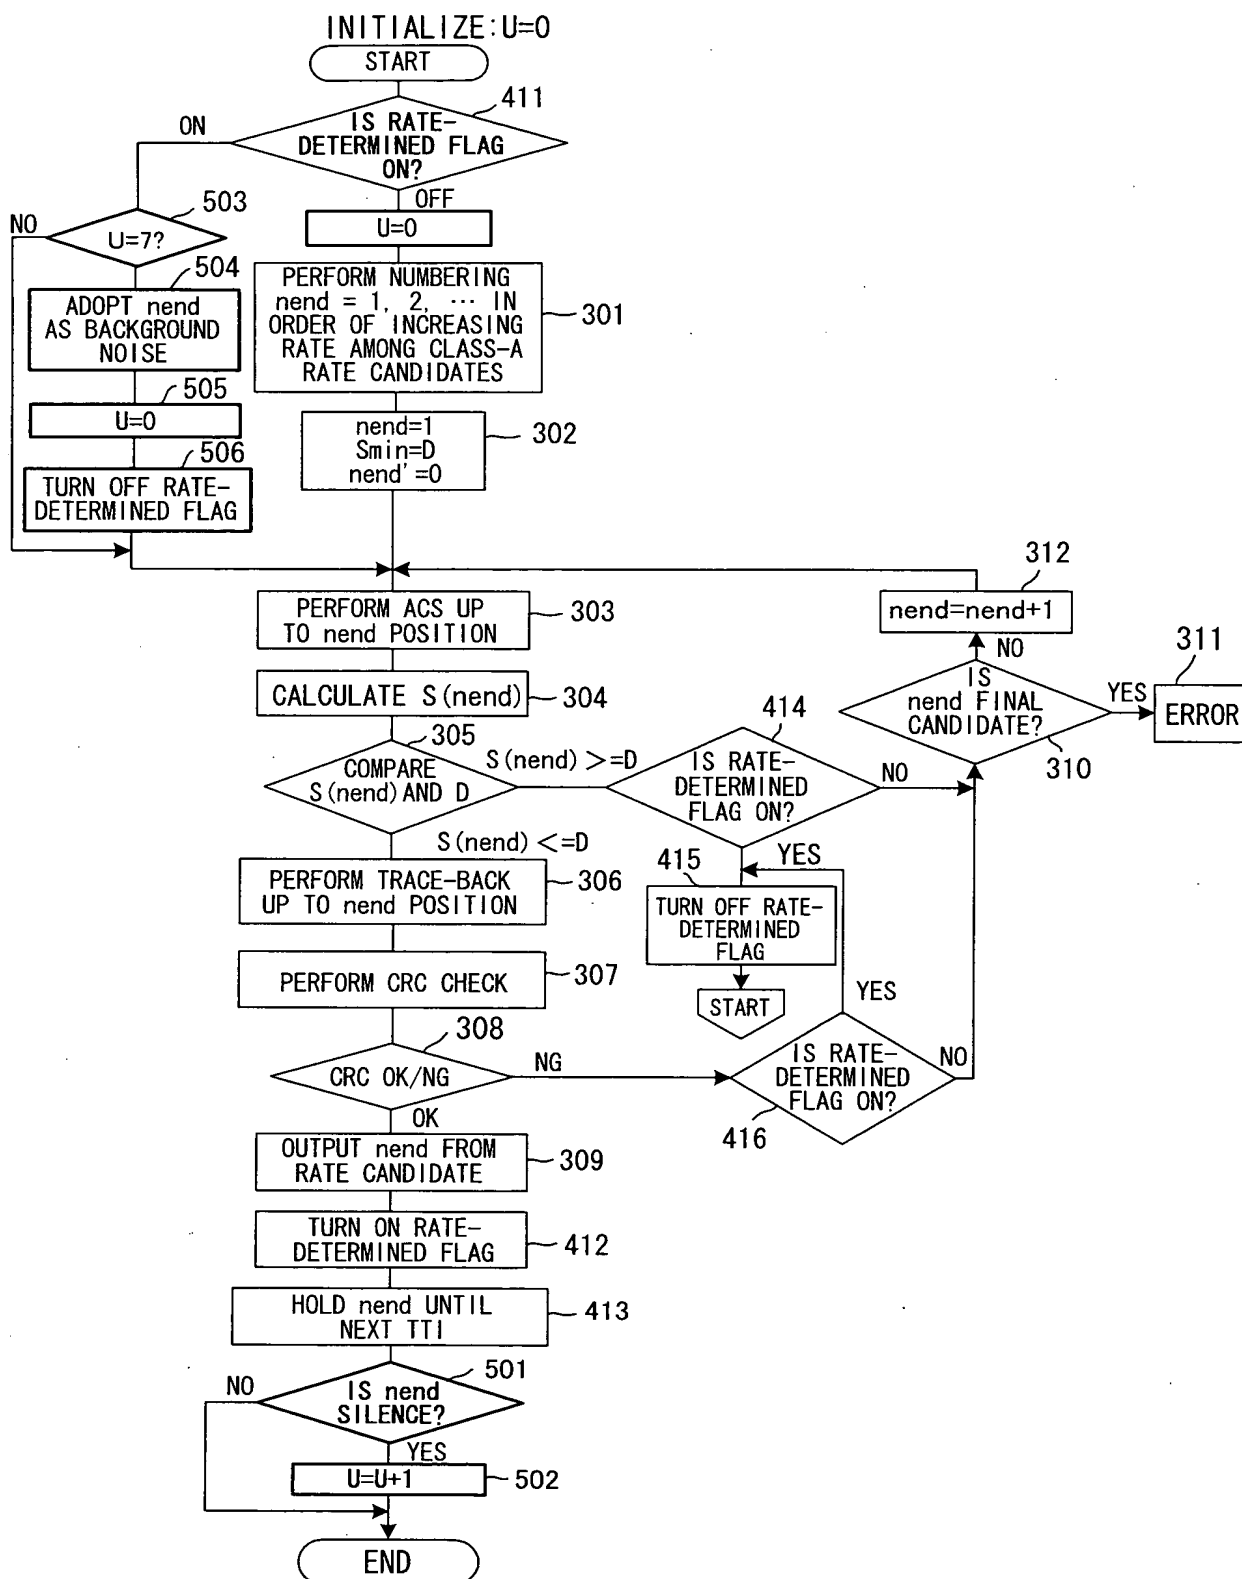 INITIALIZE:U=0
START
411
IS RATE-
DETERMINED FLAG
ON?
ON
OFF
503
NO
U=7?
U=0
504
ADOPT nend
AS BACKGROUND
NOISE
505
U=0
506
TURN OFF RATE-
DETERMINED FLAG
PERFORM NUMBERING
nend = 1, 2, ··· IN
ORDER OF INCREASING
RATE AMONG CLASS-A
RATE CANDIDATES
301
nend=1
Smin=D
nend'=0
302
312
nend=nend+1
PERFORM ACS UP
TO nend POSITION
303
NO
311
IS
nend FINAL
CANDIDATE?
YES
ERROR
310
CALCULATE S(nend)
304
305
COMPARE
S(nend) AND D
S(nend) >=D
414
IS RATE-
DETERMINED
FLAG ON?
NO
S(nend) <=D
YES
415
PERFORM TRACE-BACK
UP TO nend POSITION
306
TURN OFF RATE-
DETERMINED
FLAG
START
PERFORM CRC CHECK
307
YES
308
CRC OK/NG
NG
IS RATE-
DETERMINED
FLAG ON?
NO
416
OK
OUTPUT nend FROM
RATE CANDIDATE
309
TURN ON RATE-
DETERMINED FLAG
412
HOLD nend UNTIL
NEXT TTI
413
501
NO
IS nend
SILENCE?
YES
U=U+1
502
END